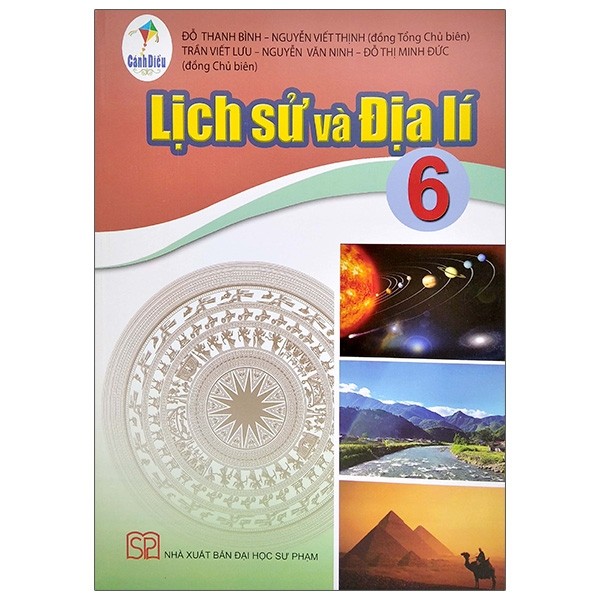 Cánh Diều
ĐỖ THANH BÌNH – NGUYỄN VIẾT THỊNH (đồng Tổng Chủ biên)
TRẦN VIẾT LƯU – NGUYỄN VĂN NINH – ĐỖ THỊ MINH ĐỨC
(đồng Chủ biên)
Lịch sử và Địa lí
6
SP
NHÀ XUẤT BẢN ĐẠI HỌC SƯ PHẠM